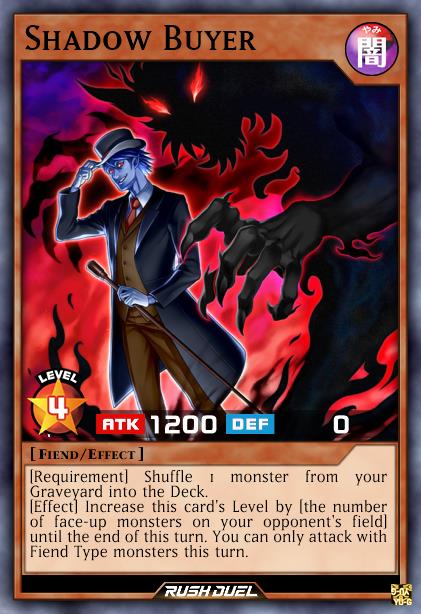 Shadow Buyer
やみ
闇
LEVEL
4
ATK 1200 DEF 0
[Fiend/Effect]
[Requirement] Shuffle 1 monster from your
Graveyard into the Deck.
[Effect] Increase this card's Level by [the number
of face-up monsters on your opponent's field]
until the end of this turn. You can only attack with
Fiend Type monsters this turn.
RUSH DUEL